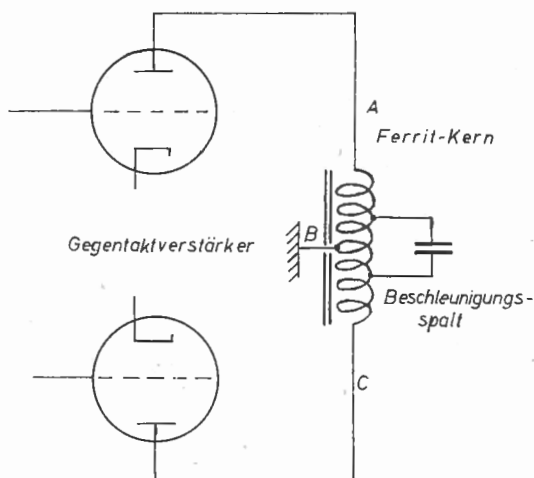 A
Ferrit-Kern
B
Gegentaktverstärker
Beschleunigungs-
spalt
C